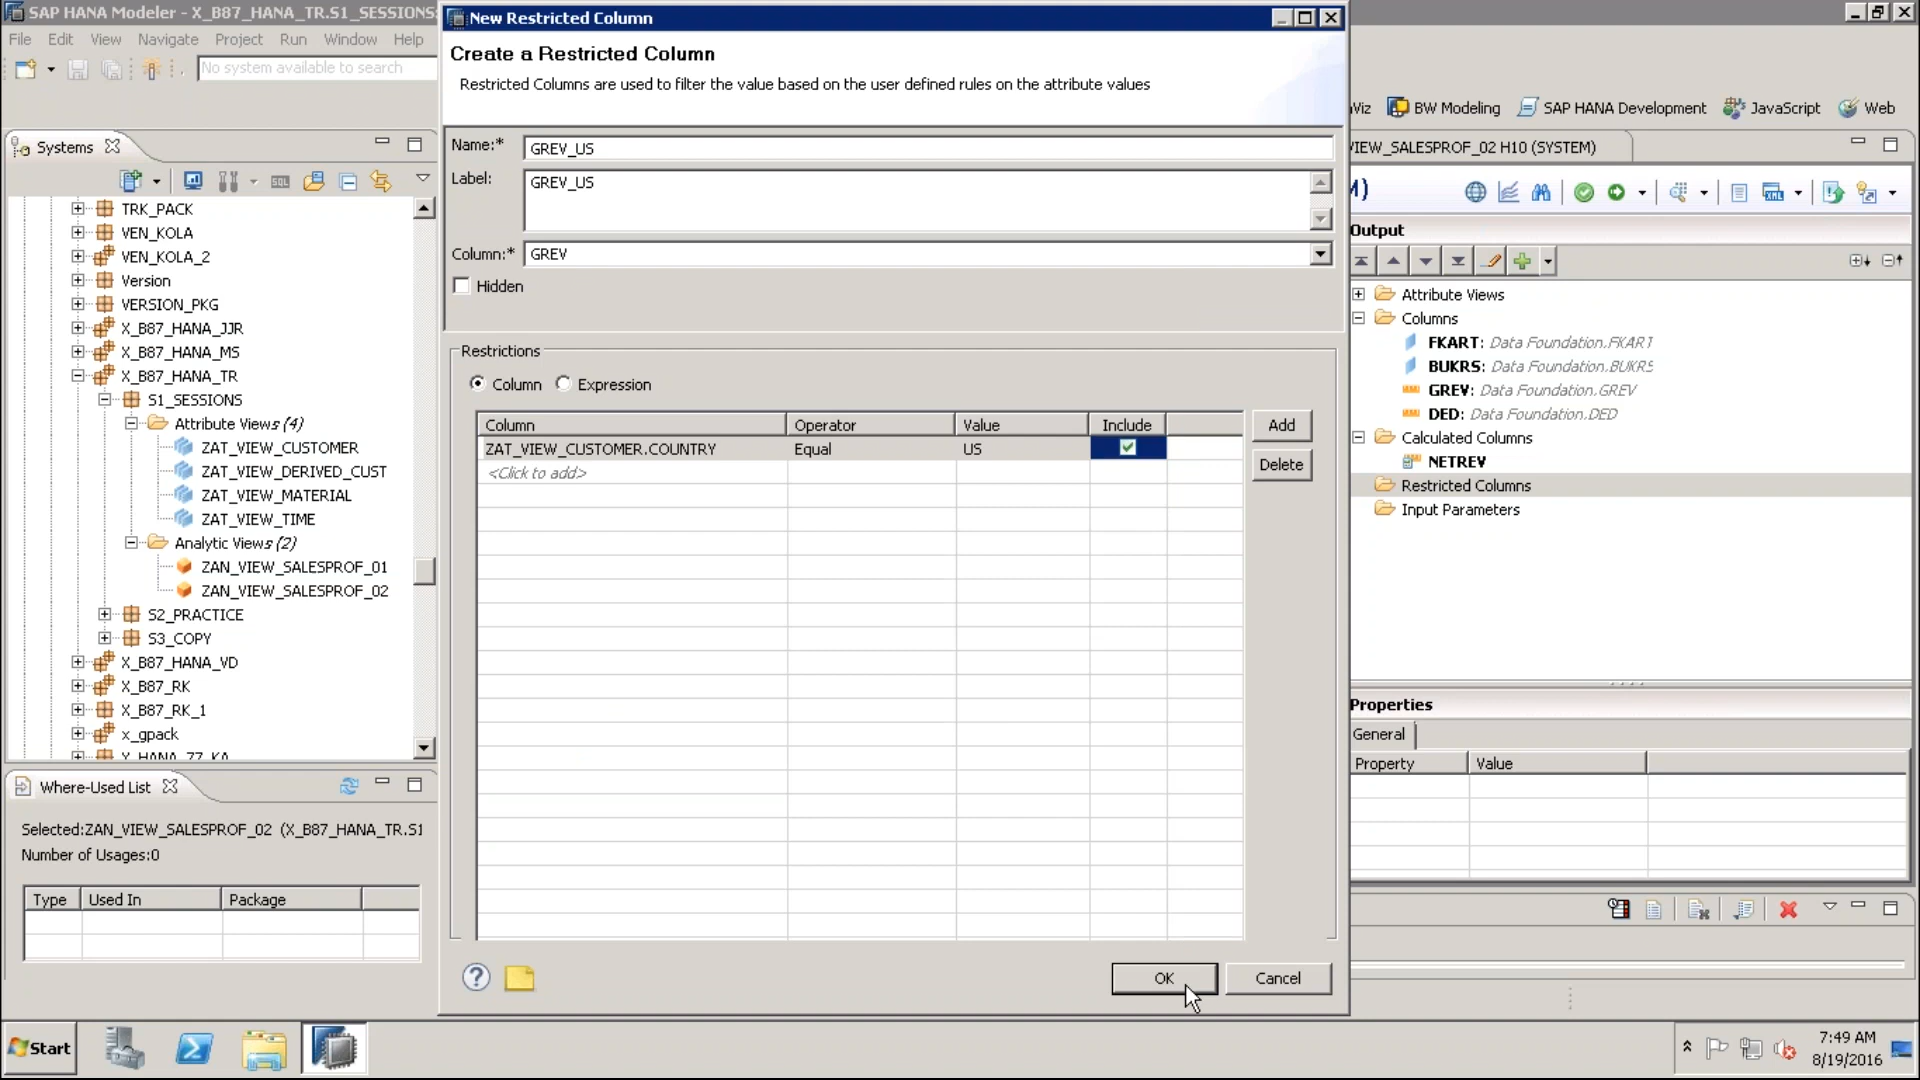 SAP HANA Modeler - X_B87_HANA_TR.S1_SESSIONS
File Edit View Navigate Project Run Window Help
No system available to search
Systems
TRK_PACK
VEN_KOLA
VEN_KOLA_2
Version
VERSION_PKG
X_B87_HANA_JJR
X_B87_HANA_MS
X_B87_HANA_TR
S1_SESSIONS
Attribute Views (4)
ZAT_VIEW_CUSTOMER
ZAT_VIEW_DERIVED_CUST
ZAT_VIEW_MATERIAL
ZAT_VIEW_TIME
Analytic Views (2)
ZAN_VIEW_SALESPROF_01
ZAN_VIEW_SALESPROF_02
S2_PRACTICE
S3_COPY
X_B87_HANA_VD
X_B87_RK
X_B87_RK_1
x_gpack
Where-Used List
Selected:ZAN_VIEW_SALESPROF_02 (X_B87_HANA_TR.S1
Number of Usages:0
Type Used In Package
New Restricted Column
Create a Restricted Column
Restricted Columns are used to filter the value based on the user defined rules on the attribute values
Name:* GREV_US
Label: GREV_US
Column:* GREV
Hidden
Restrictions
Column Expression
Column Operator Value Include
ZAT_VIEW_CUSTOMER.COUNTRY Equal US
<Click to add>
Add
Delete
OK Cancel
BW Modeling SAP HANA Development JavaScript Web
VIEW_SALESPROF_02 H10 (SYSTEM)
Output
Attribute Views
Columns
FKART: Data Foundation.FKART
BUKRS: Data Foundation.BUKRS
GREV: Data Foundation.GREV
DED: Data Foundation.DED
Calculated Columns
NETREV
Restricted Columns
Input Parameters
Properties
General
Property Value
Start
7:49 AM
8/19/2016